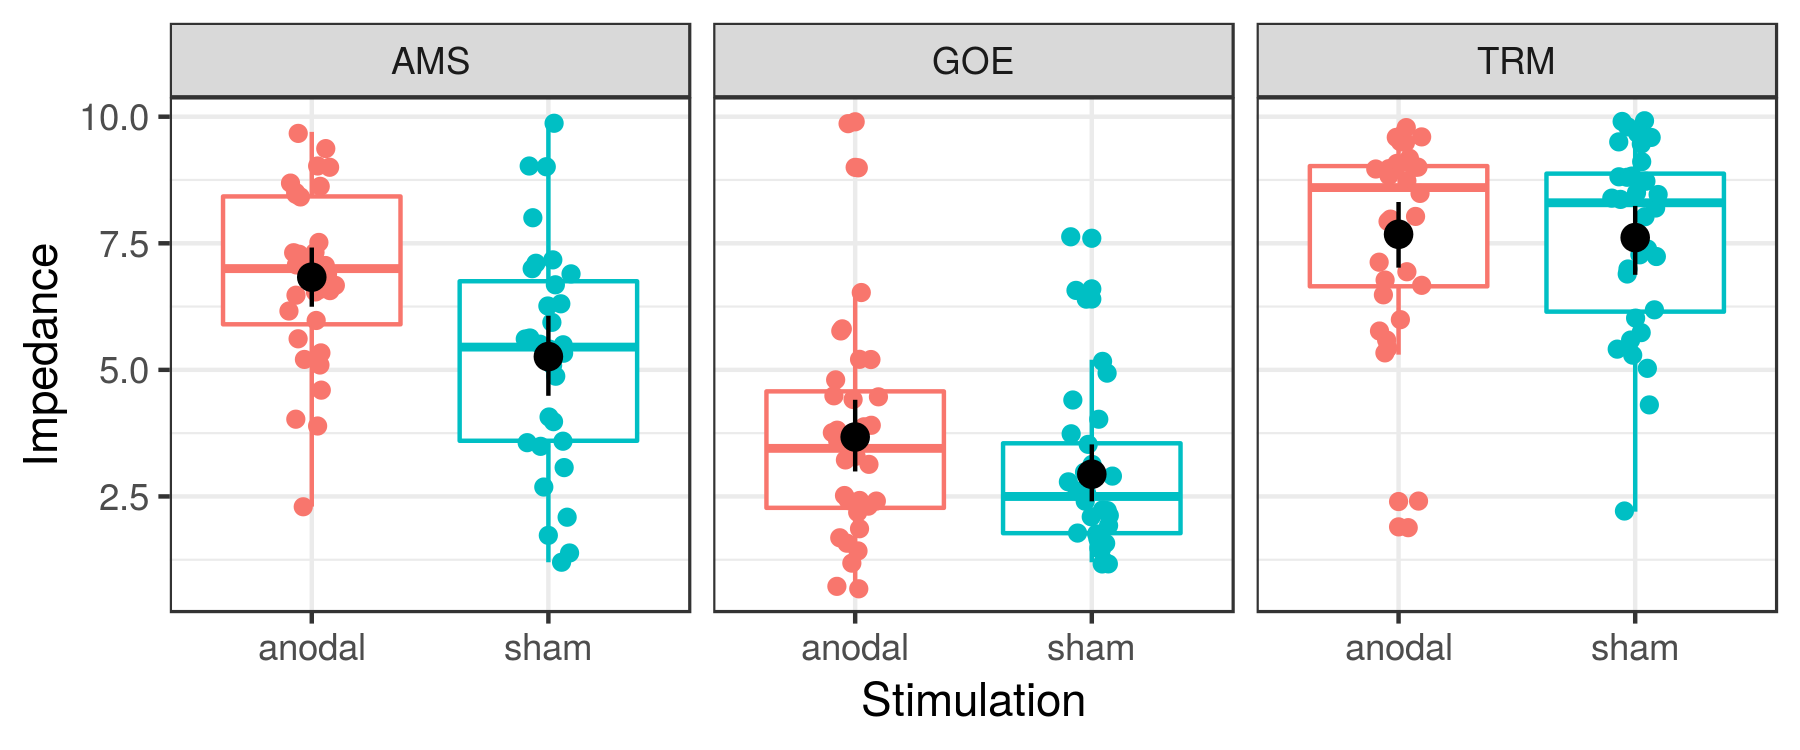 AMS GOE TRM
10.0
7.5
5.0
2.5
Impedance
anodal sham anodal sham anodal sham
Stimulation